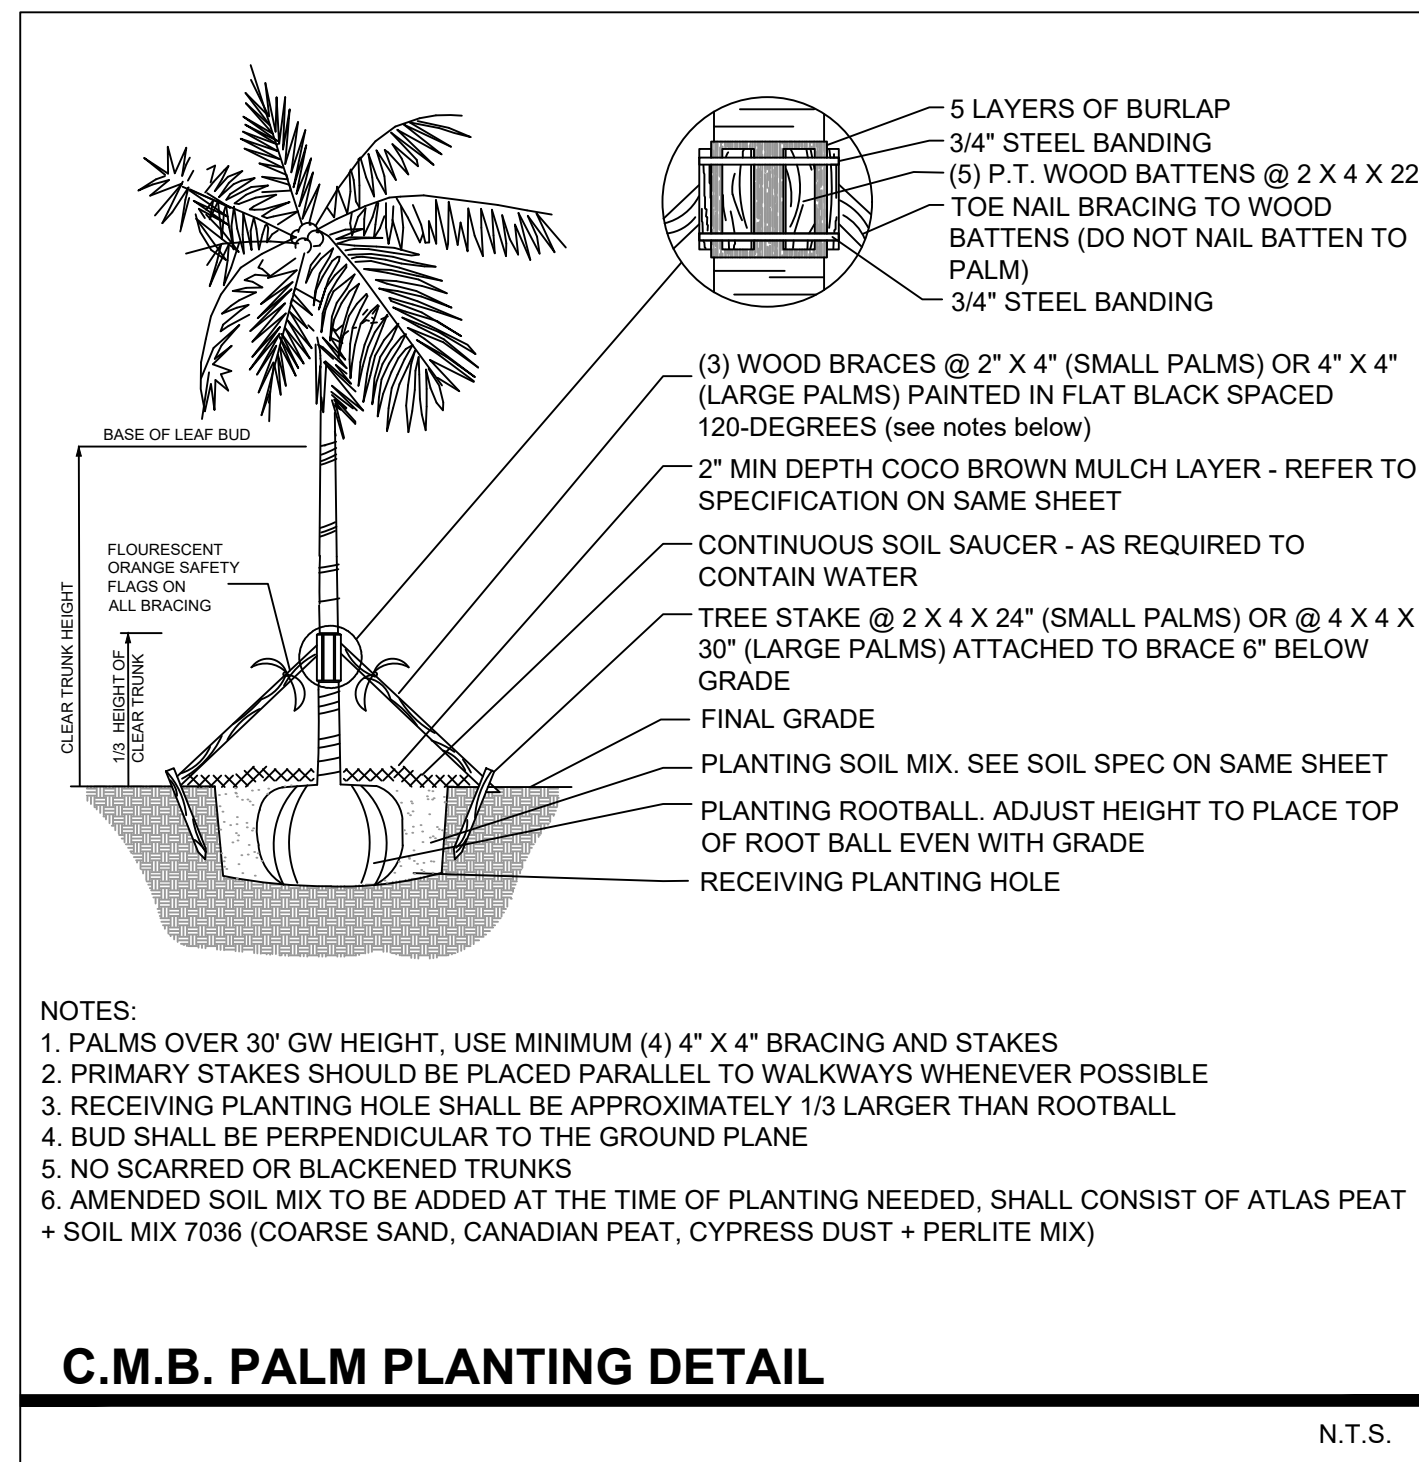 5 LAYERS OF BURLAP
3/4" STEEL BANDING
(5) P.T. WOOD BATTENS @ 2 X 4 X 22
TOE NAIL BRACING TO WOOD
BATTENS (DO NOT NAIL BATTEN TO
PALM)
3/4" STEEL BANDING
(3) WOOD BRACES @ 2" X 4" (SMALL PALMS) OR 4" X 4"
(LARGE PALMS) PAINTED IN FLAT BLACK SPACED
120-DEGREES (see notes below)
2" MIN DEPTH COCO BROWN MULCH LAYER - REFER TO
SPECIFICATION ON SAME SHEET
CONTINUOUS SOIL SAUCER - AS REQUIRED TO
CONTAIN WATER
TREE STAKE @ 2 X 4 X 24" (SMALL PALMS) OR @ 4 X 4 X
30" (LARGE PALMS) ATTACHED TO BRACE 6" BELOW
GRADE
FINAL GRADE
PLANTING SOIL MIX. SEE SOIL SPEC ON SAME SHEET
PLANTING ROOTBALL. ADJUST HEIGHT TO PLACE TOP
OF ROOT BALL EVEN WITH GRADE
RECEIVING PLANTING HOLE
BASE OF LEAF BUD
FLOURESCENT
ORANGE SAFETY
FLAGS ON
ALL BRACING
CLEAR TRUNK HEIGHT
1/3 HEIGHT OF
CLEAR TRUNK
NOTES:
1. PALMS OVER 30' GW HEIGHT, USE MINIMUM (4) 4" X 4" BRACING AND STAKES
2. PRIMARY STAKES SHOULD BE PLACED PARALLEL TO WALKWAYS WHENEVER POSSIBLE
3. RECEIVING PLANTING HOLE SHALL BE APPROXIMATELY 1/3 LARGER THAN ROOTBALL
4. BUD SHALL BE PERPENDICULAR TO THE GROUND PLANE
5. NO SCARRED OR BLACKENED TRUNKS
6. AMENDED SOIL MIX TO BE ADDED AT THE TIME OF PLANTING NEEDED, SHALL CONSIST OF ATLAS PEAT
+ SOIL MIX 7036 (COARSE SAND, CANADIAN PEAT, CYPRESS DUST + PERLITE MIX)
C.M.B. PALM PLANTING DETAIL
N.T.S.